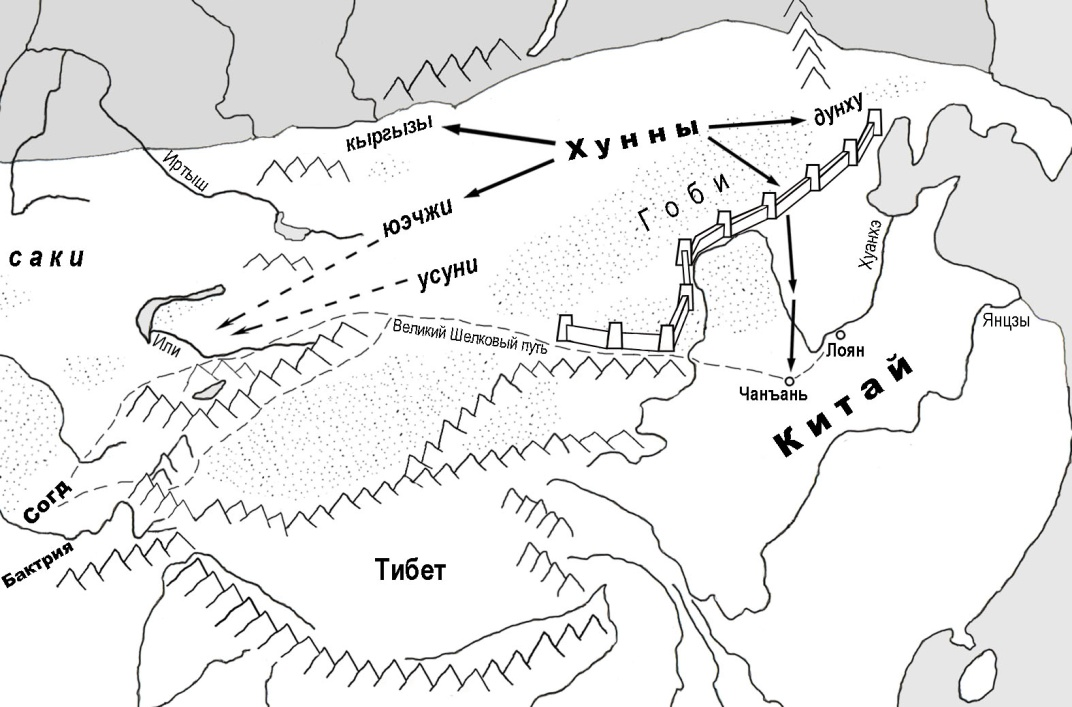 дунху
кыргызы
Хунны
Иртыш
Гоби
юэчжи
саки
усуни
Хуанхэ
Великий Шелковый путь
Янцзы
Или
Лоян
Чанъань
Китай
Согд
Бактрия
Тибет